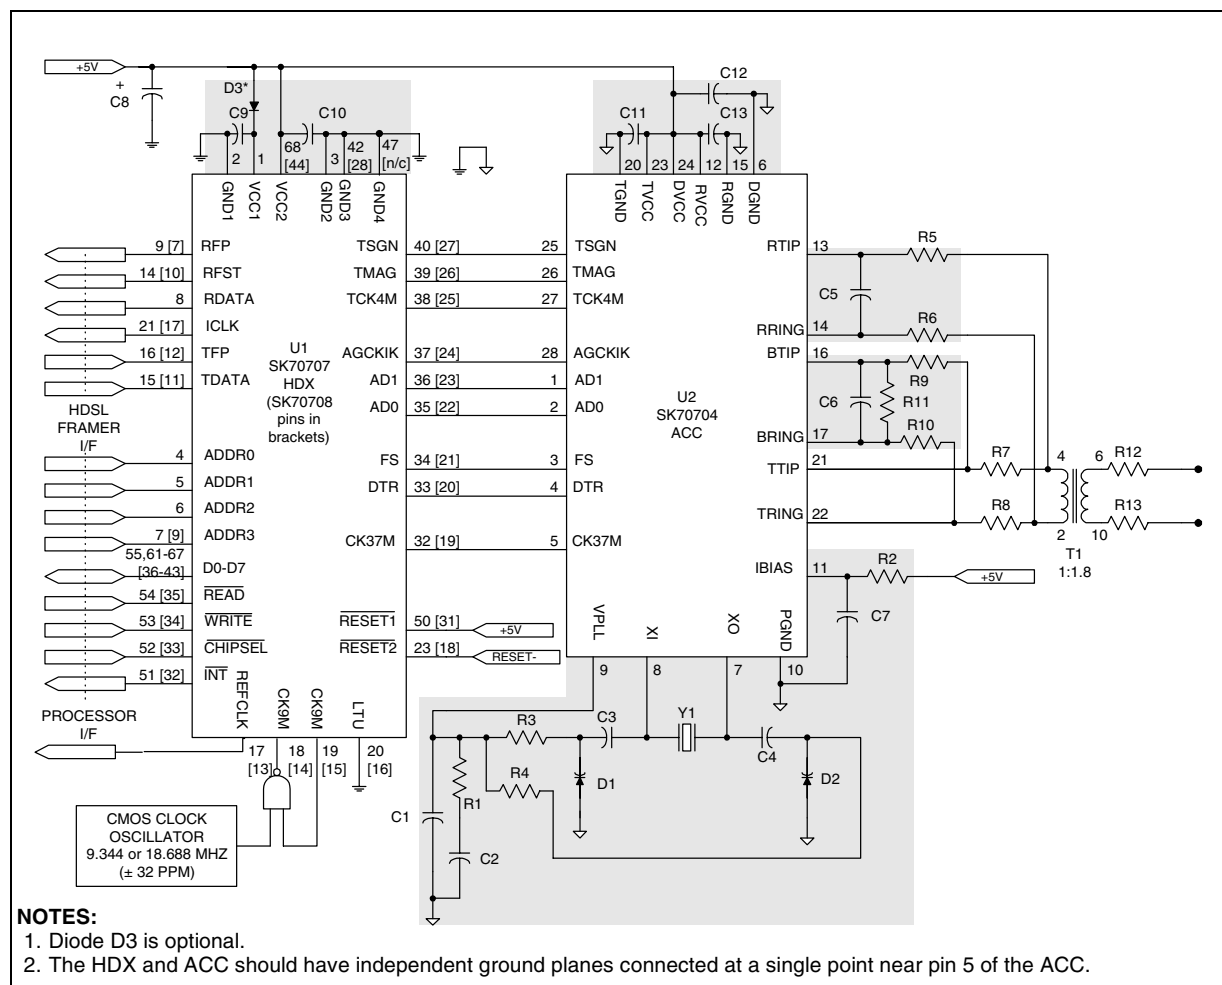 +5V
+
C8
D3*
C9
C10
2
1
68
[44]
3
42
[28]
47
[n/c]
GND1
VCC1
VCC2
GND2
GND3
GND4
C12
C11
C13
20
23
24
12
15
6
TGND
TVCC
DVCC
RVCC
RGND
DGND
9 [7]
RFP
14 [10]
RFST
8
RDATA
21 [17]
ICLK
16 [12]
TFP
15 [11]
TDATA
HDSL
FRAMER
I/F
4
ADDR0
5
ADDR1
6
ADDR2
7 [9]
ADDR3
55,61-67
[36-43]
D0-D7
54 [35]
READ
53 [34]
WRITE
52 [33]
CHIPSEL
51 [32]
INT
PROCESSOR
I/F
U1
SK70707
HDX
(SK70708
pins in
brackets)
TSGN
40 [27]
25
TSGN
TMAG
39 [26]
26
TMAG
TCK4M
38 [25]
27
TCK4M
AGCKIK
37 [24]
28
AGCKIK
AD1
36 [23]
1
AD1
AD0
35 [22]
2
AD0
FS
34 [21]
3
FS
DTR
33 [20]
4
DTR
CK37M
32 [19]
5
CK37M
RESET1
50 [31]
+5V
RESET2
23 [18]
RESET-
REFCLK
CK9M
CK9M
LTU
17
[13]
18
[14]
19
[15]
20
[16]
CMOS CLOCK
OSCILLATOR
9.344 or 18.688 MHZ
(± 32 PPM)
U2
SK70704
ACC
RTIP
13
R5
C5
RRING
14
R6
BTIP
16
R9
C6
R11
R10
BRING
17
TTIP
21
R7
TRING
22
R8
4
6
R12
2
10
R13
T1
1:1.8
IBIAS
11
R2
+5V
C7
VPLL
XI
XO
PGND
9
8
7
10
R3
C3
Y1
C4
R4
D1
D2
R1
C1
C2
NOTES:
1. Diode D3 is optional.
2. The HDX and ACC should have independent ground planes connected at a single point near pin 5 of the ACC.